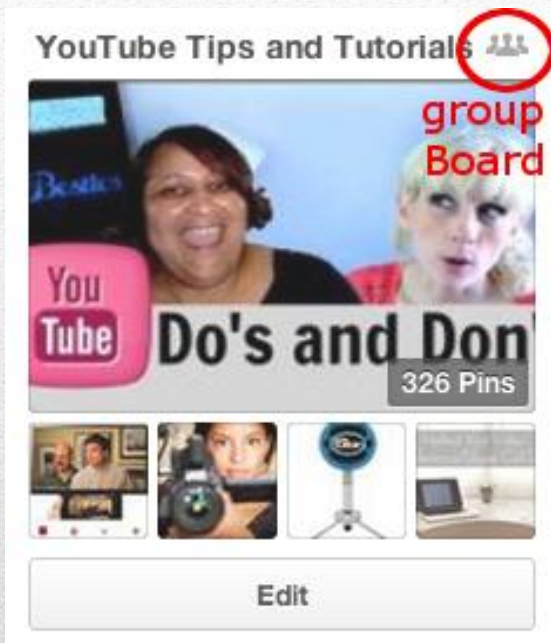 YouTube Tips and Tutorials
group
Board
Besties
You
Tube
Do's and Don'
326 Pins
Edit